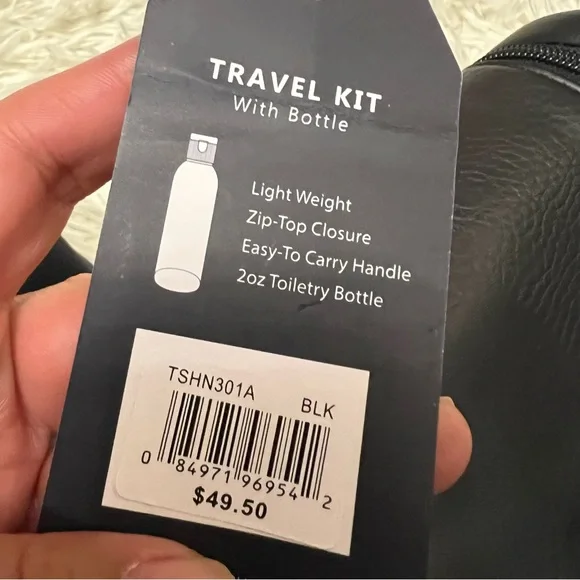 TRAVEL KIT
With Bottle
Light Weight
Zip-Top Closure
Easy-To Carry Handle
2oz Toiletry Bottle
TSHN301A BLK
0 84971 96954 2
$49.50